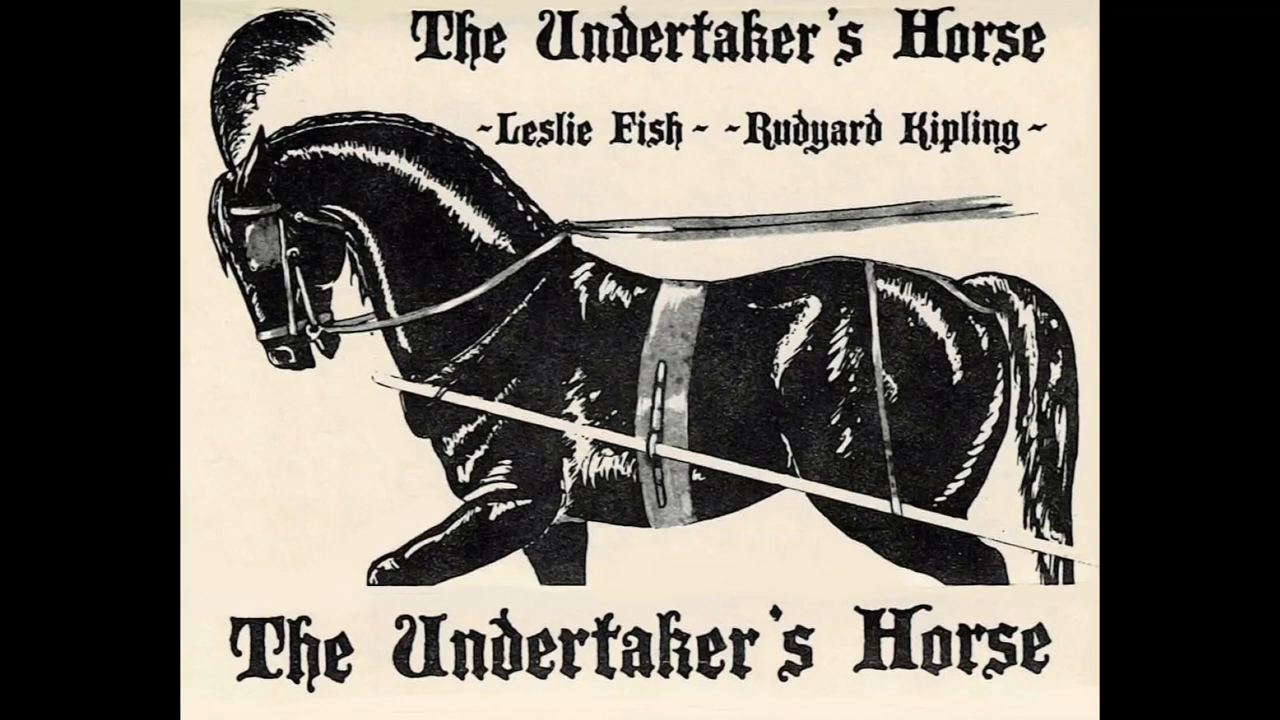 The Undertaker's Horse
~Leslie Fish~ ~Rudyard Kipling~
The Undertaker's Horse